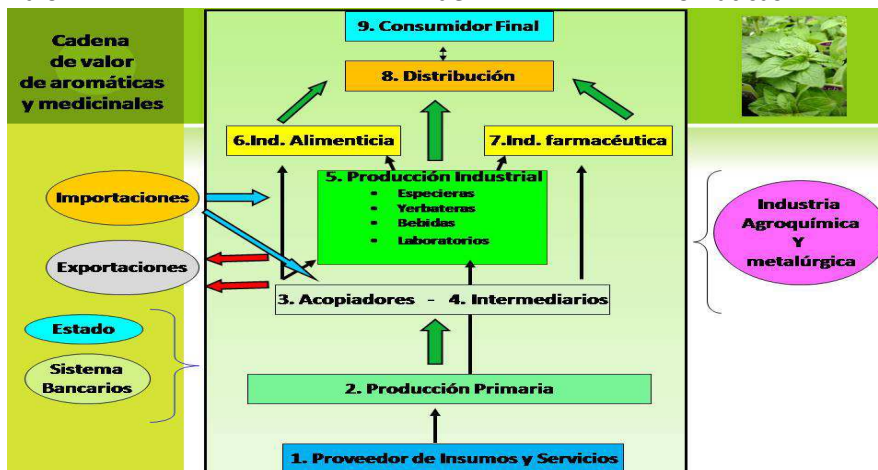 Cadena
de valor
de aromáticas
y medicinales
9. Consumidor Final
8. Distribución
6.Ind. Alimenticia
7.Ind. farmacéutica
5. Producción Industrial
• Especieras
• Yerbateras
• Bebidas
• Laboratorios
Importaciones
Exportaciones
Industria
Agroquímica
Y
metalúrgica
3. Acopiadores - 4. Intermediarios
Estado
Sistema
Bancarios
2. Producción Primaria
1. Proveedor de Insumos y Servicios